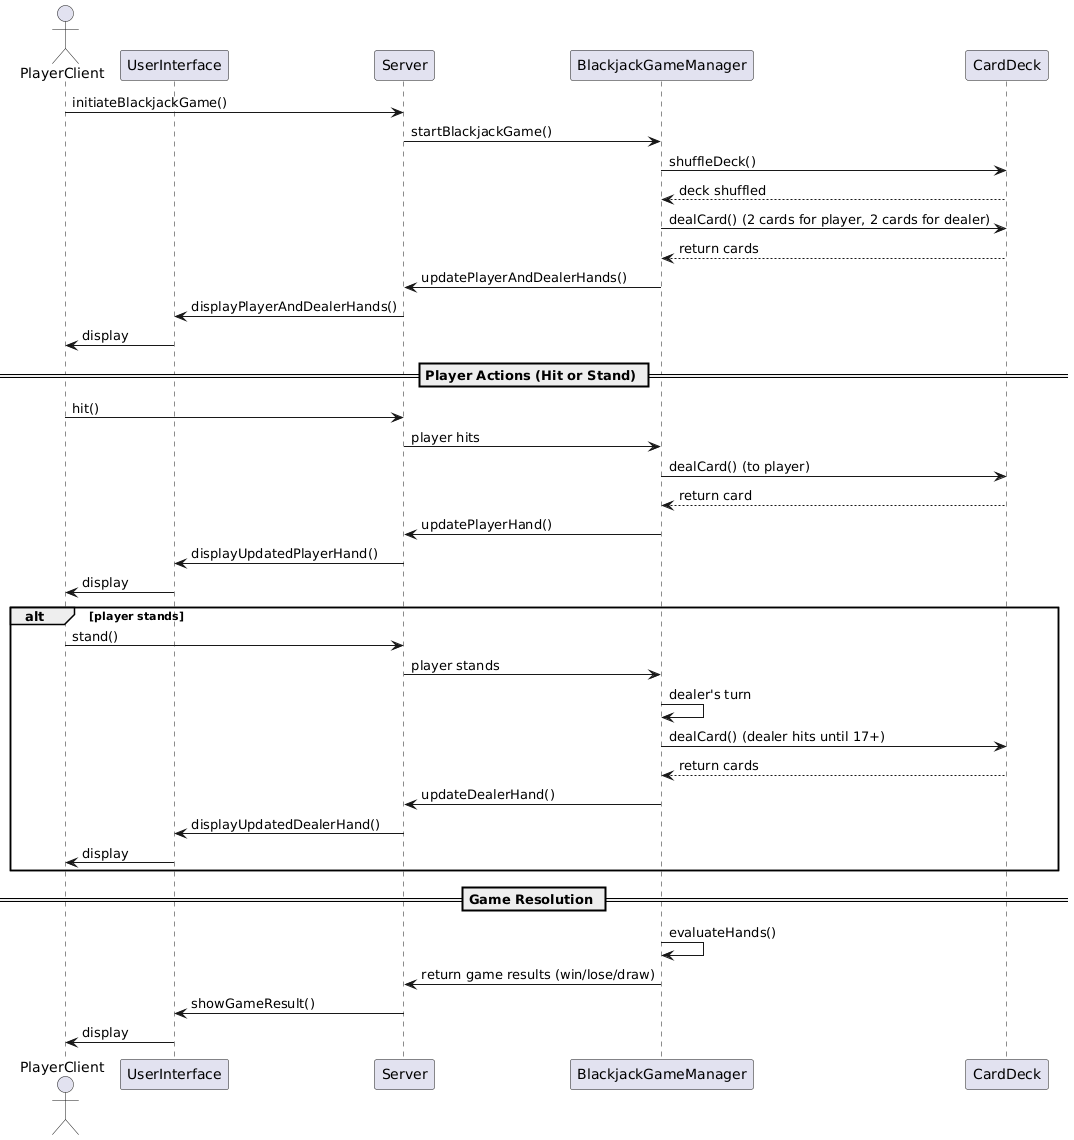 PlayerClient
UserInterface
Server
BlackjackGameManager
CardDeck
initiateBlackjackGame()
startBlackjackGame()
shuffleDeck()
deck shuffled
dealCard() (2 cards for player, 2 cards for dealer)
return cards
updatePlayerAndDealerHands()
displayPlayerAndDealerHands()
display
Player Actions (Hit or Stand)
hit()
player hits
dealCard() (to player)
return card
updatePlayerHand()
displayUpdatedPlayerHand()
display
alt
[player stands]
stand()
player stands
dealer's turn
dealCard() (dealer hits until 17+)
return cards
updateDealerHand()
displayUpdatedDealerHand()
display
Game Resolution
evaluateHands()
return game results (win/lose/draw)
showGameResult()
display
PlayerClient
UserInterface
Server
BlackjackGameManager
CardDeck